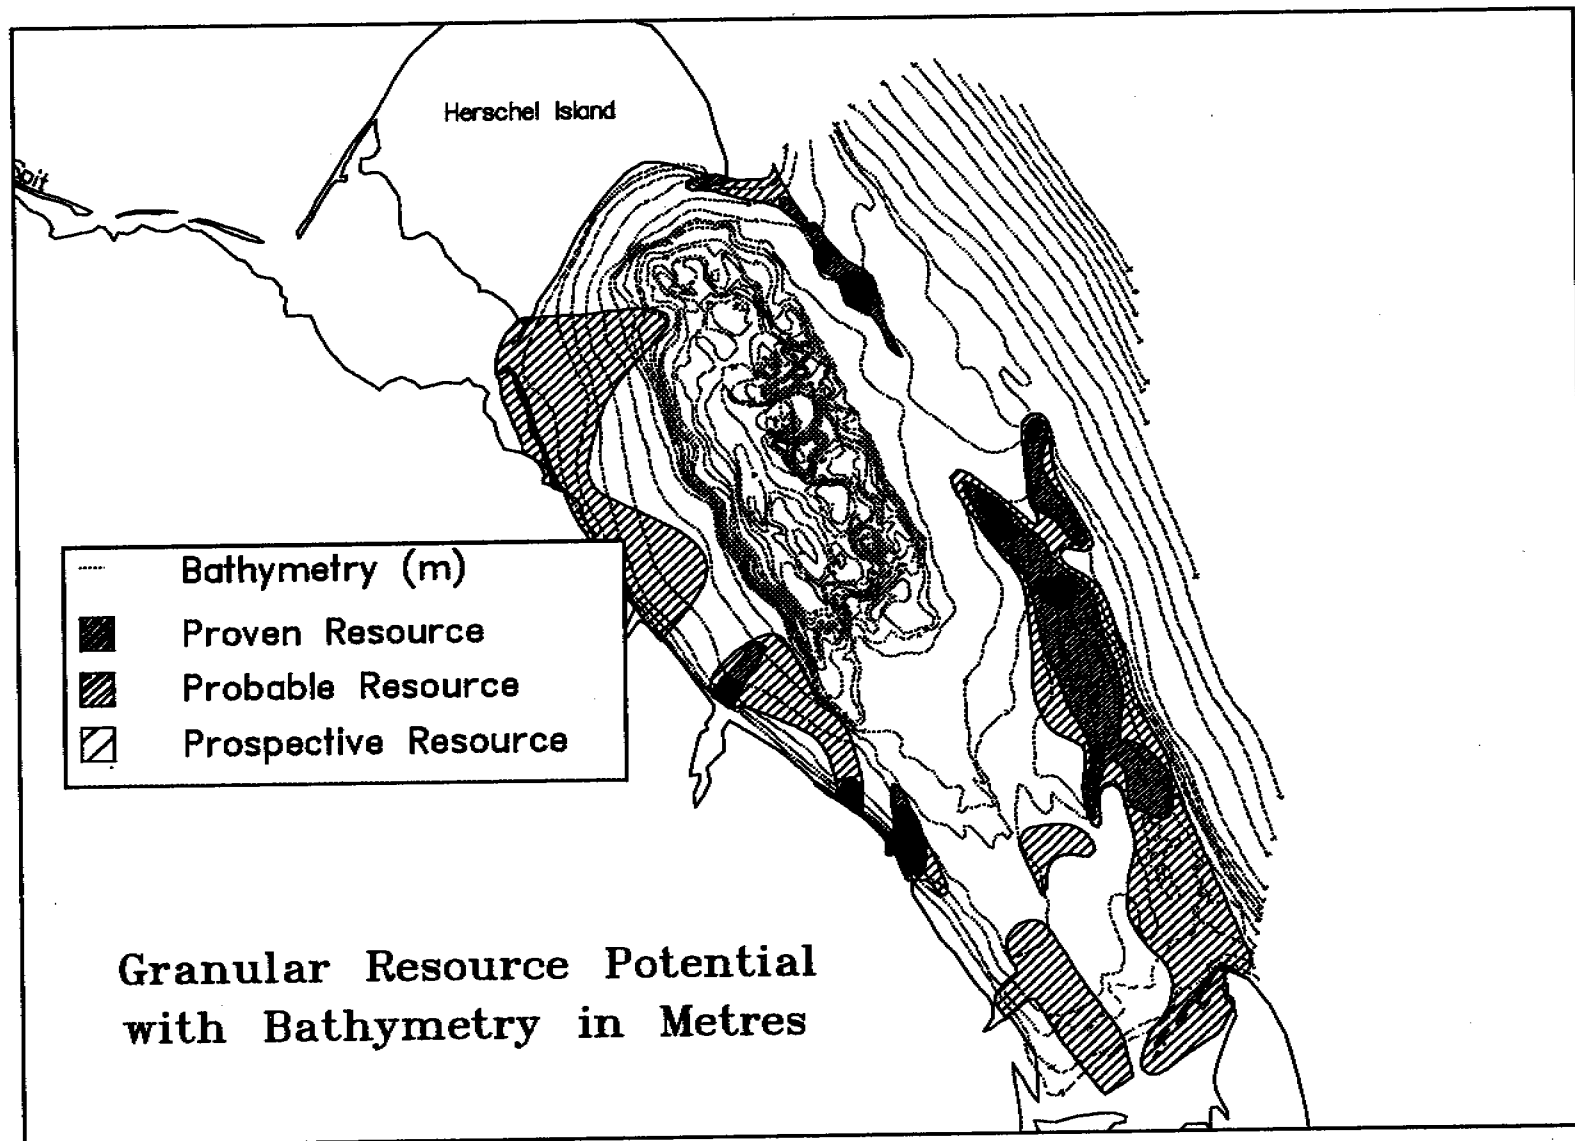 Herschel Island
Spit
Bathymetry (m)
Proven Resource
Probable Resource
Prospective Resource
Granular Resource Potential
with Bathymetry in Metres